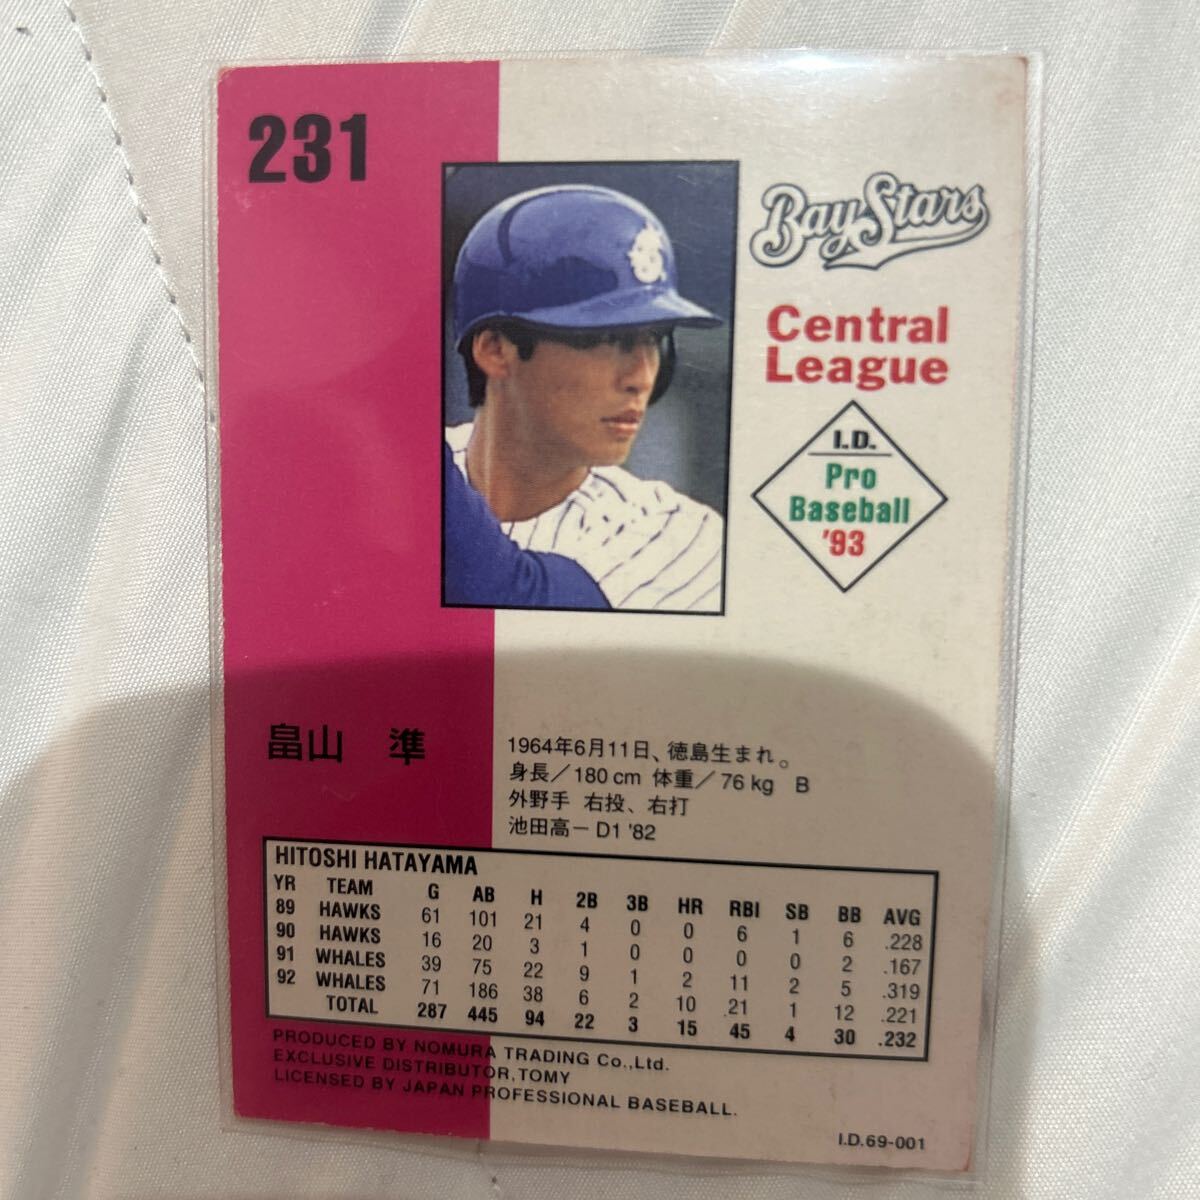 231
BayStars
Central
League
I.D.
Pro
Baseball
'93
畠山 準
1964年6月11日、徳島生まれ。
身長／180 cm 体重／76 kg B
外野手 右投、右打
池田高－D1 '82
HITOSHI HATAYAMA
YR TEAM G AB H 2B 3B HR RBI SB BB AVG
89 HAWKS 61 101 21 4 0 0 6 1 6 .228
90 HAWKS 16 20 3 1 0 0 0 0 2 .167
91 WHALES 39 75 22 9 1 2 11 2 5 .319
92 WHALES 71 186 38 6 2 10 21 1 12 .221
TOTAL 287 445 94 22 3 15 45 4 30 .232
PRODUCED BY NOMURA TRADING Co.,Ltd.
EXCLUSIVE DISTRIBUTOR,TOMY
LICENSED BY JAPAN PROFESSIONAL BASEBALL.
I.D.69-001